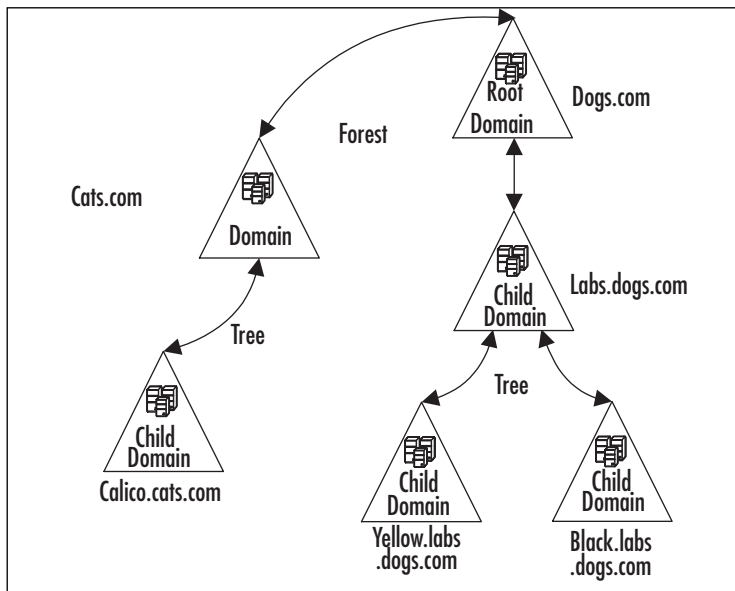 Root
Domain
Dogs.com
Forest
Cats.com
Domain
Child
Domain
Labs.dogs.com
Tree
Tree
Child
Domain
Calico.cats.com
Child
Domain
Yellow.labs
.dogs.com
Child
Domain
Black.labs
.dogs.com